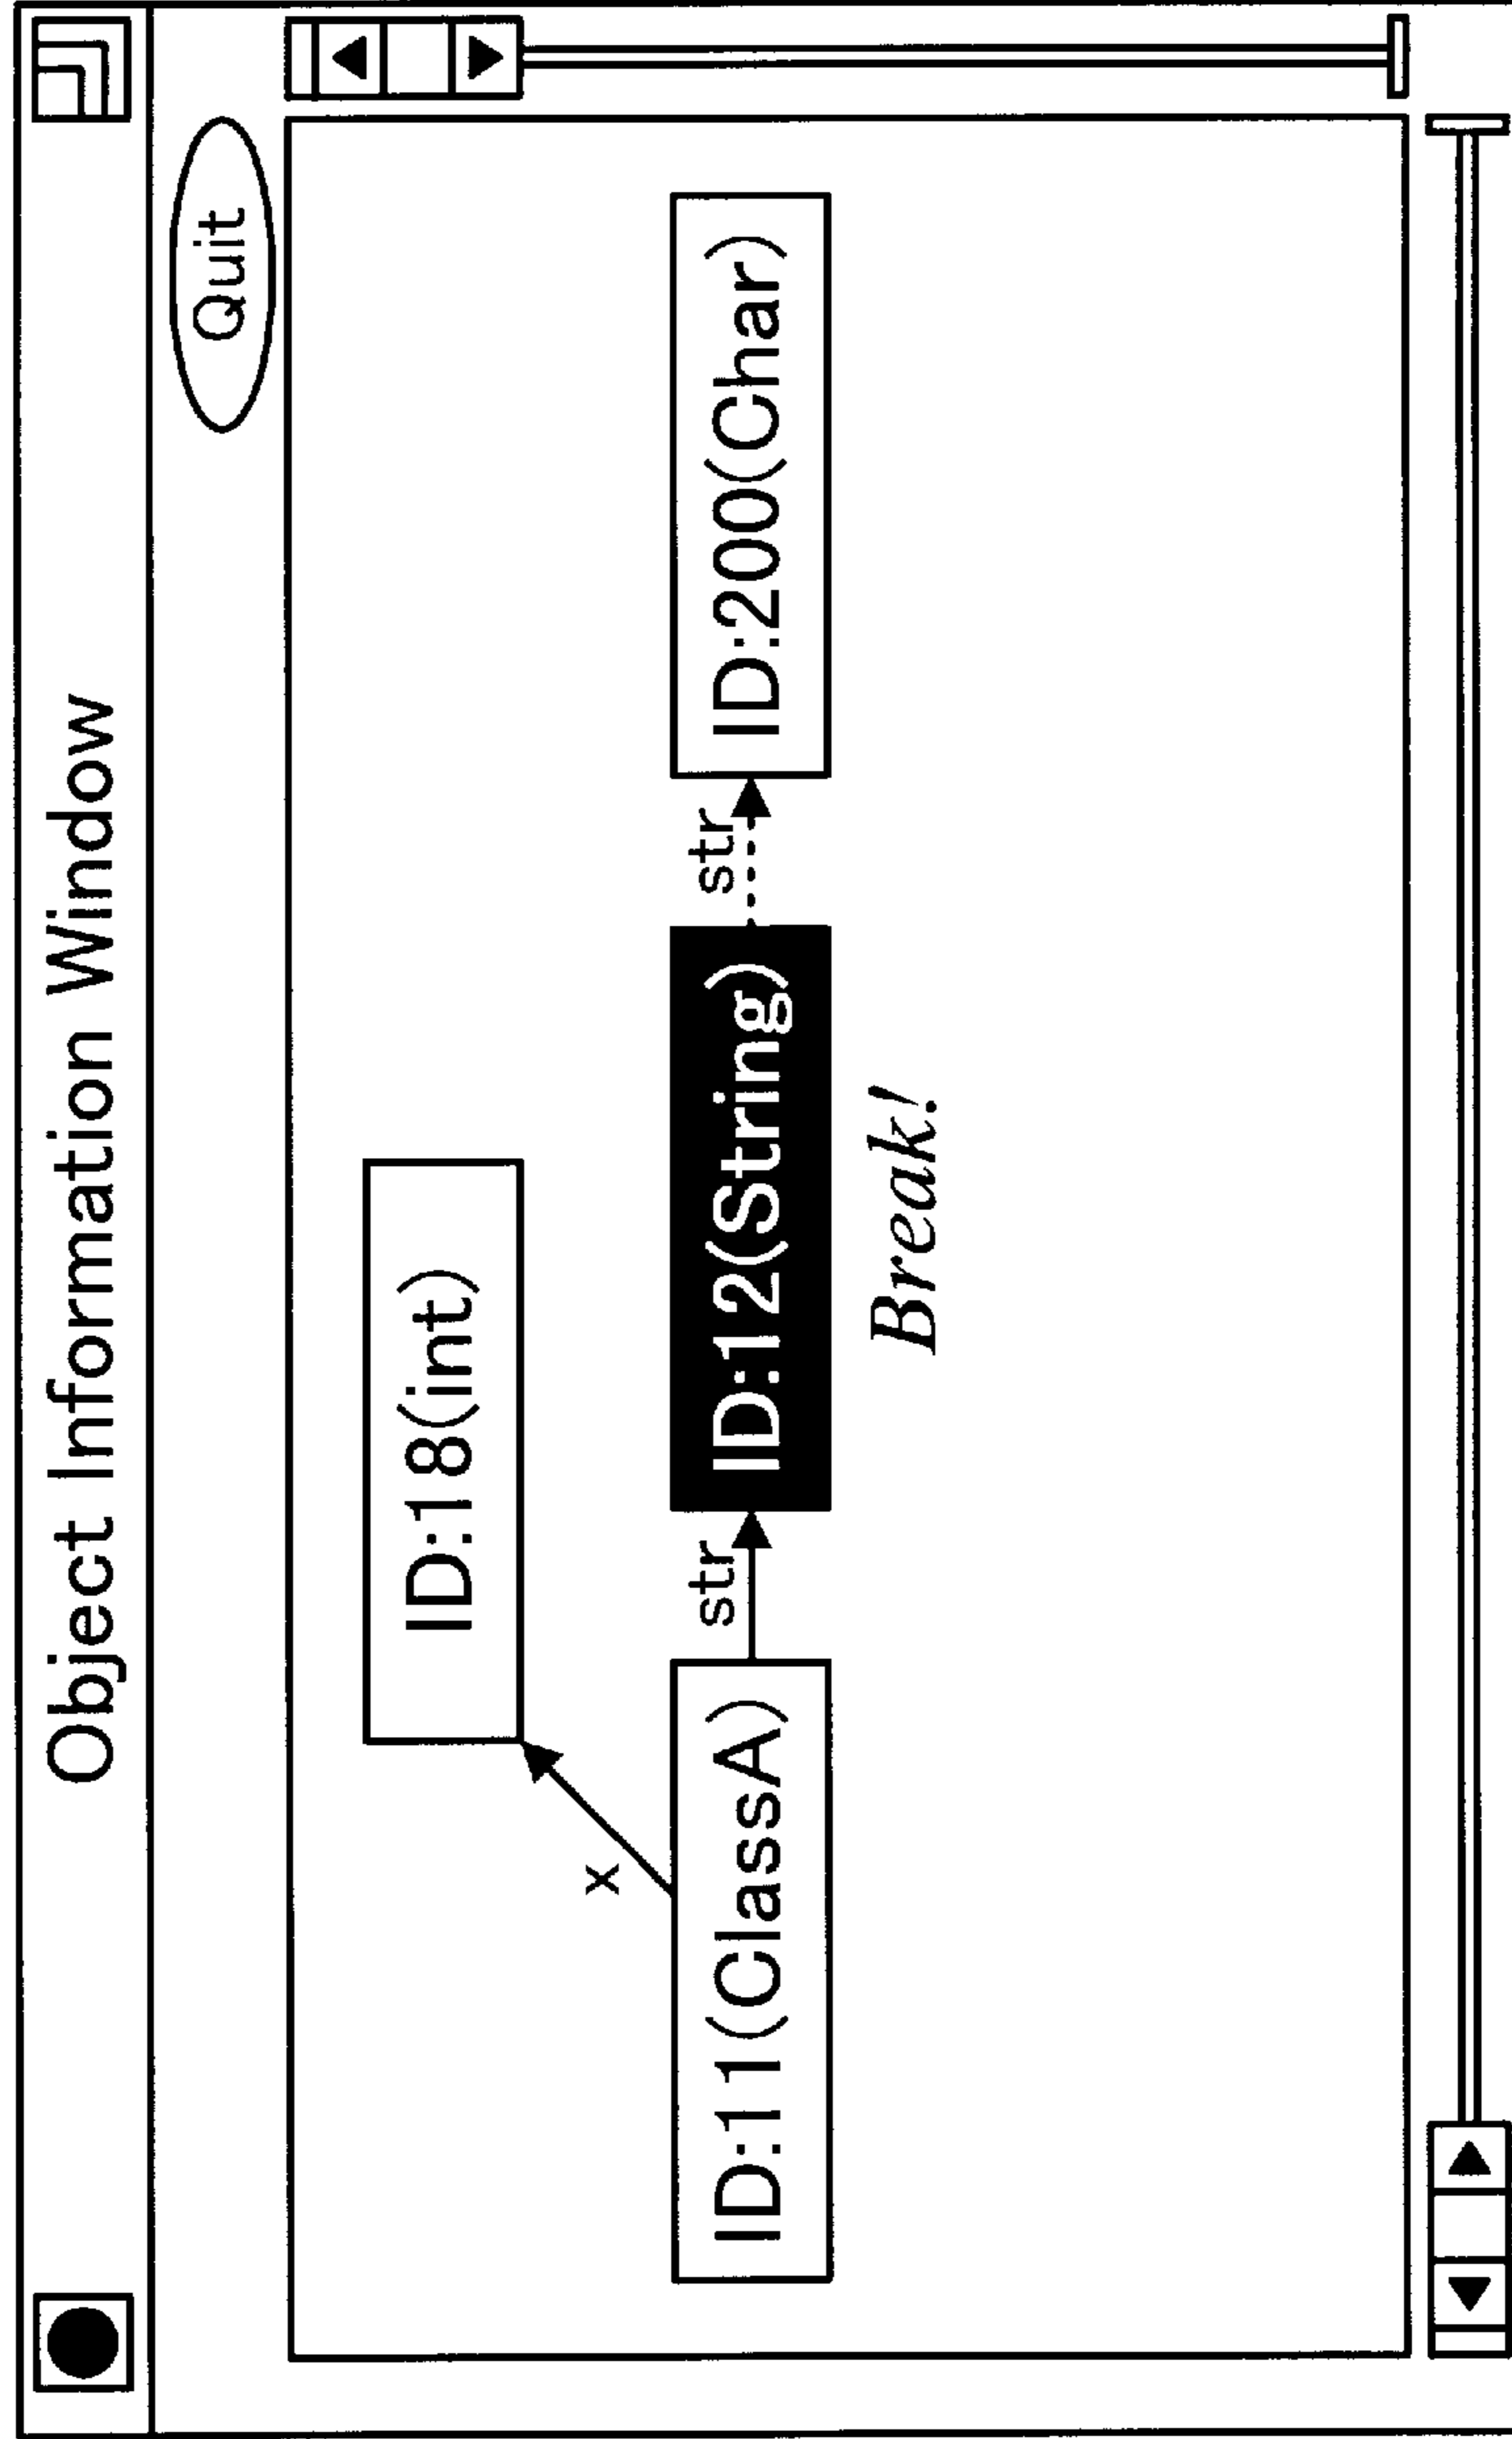 Object Information Window
Quit
ID:18(int)
x
str
str
ID:11(ClassA)
ID:12(String)
ID:200(Char)
Break!